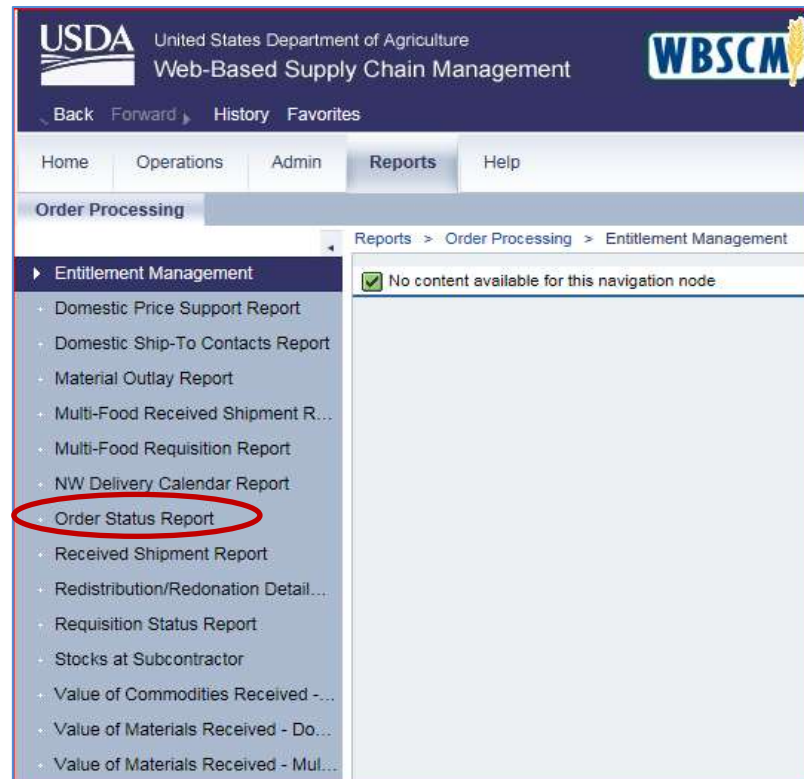 USDA
United States Department of Agriculture
Web-Based Supply Chain Management
WBSCM
Back Forward History Favorites
Home Operations Admin Reports Help
Order Processing
Reports > Order Processing > Entitlement Management
Entitlement Management
No content available for this navigation node
Domestic Price Support Report
Domestic Ship-To Contacts Report
Material Outlay Report
Multi-Food Received Shipment R...
Multi-Food Requisition Report
NW Delivery Calendar Report
Order Status Report
Received Shipment Report
Redistribution/Redonation Detail...
Requisition Status Report
Stocks at Subcontractor
Value of Commodities Received -...
Value of Materials Received - Do...
Value of Materials Received - Mul...